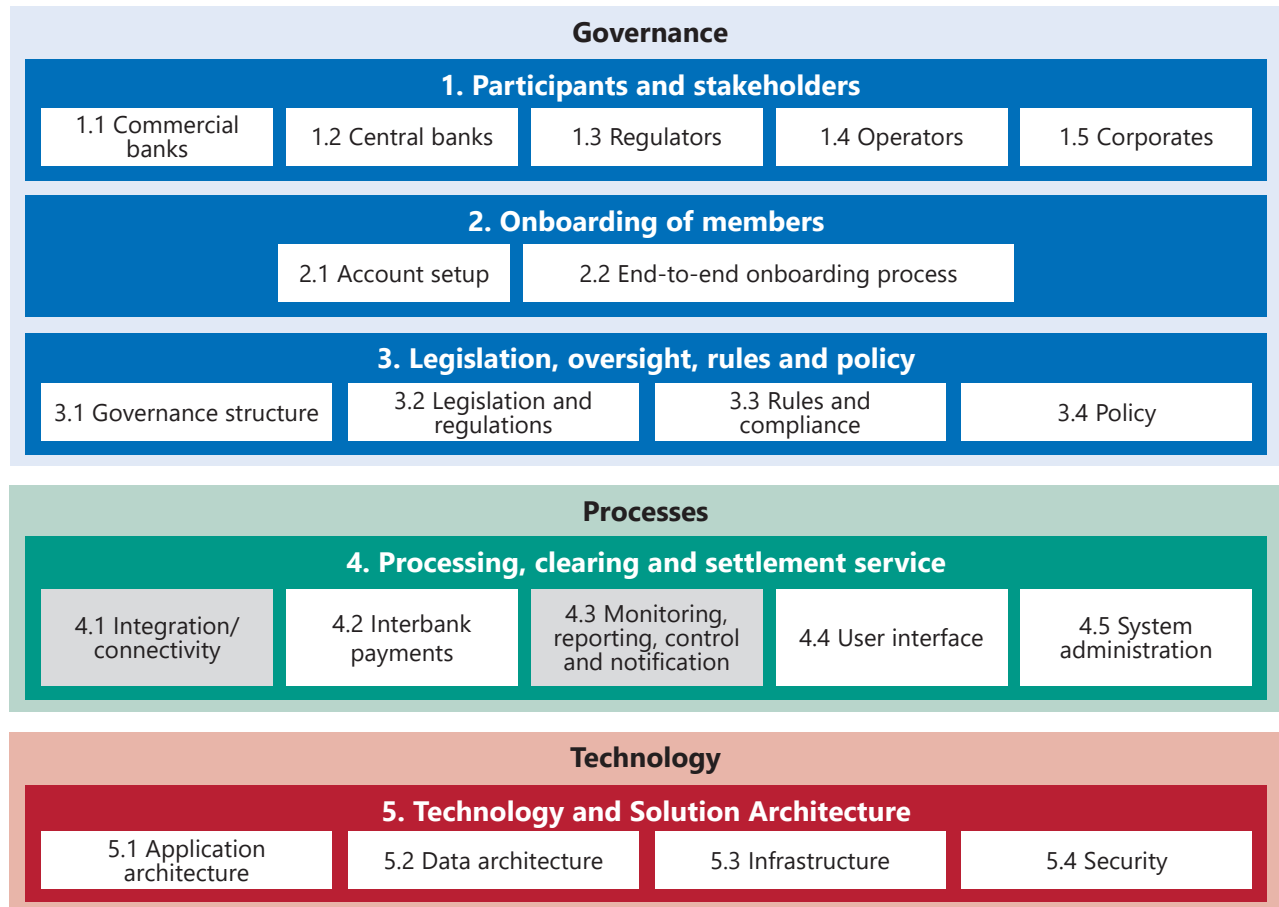 Governance
1. Participants and stakeholders
1.1 Commercial
banks
1.2 Central banks
1.3 Regulators
1.4 Operators
1.5 Corporates
2. Onboarding of members
2.1 Account setup
2.2 End-to-end onboarding process
3. Legislation, oversight, rules and policy
3.1 Governance structure
3.2 Legislation and
regulations
3.3 Rules and
compliance
3.4 Policy
Processes
4. Processing, clearing and settlement service
4.1 Integration/
connectivity
4.2 Interbank
payments
4.3 Monitoring,
reporting, control
and notification
4.4 User interface
4.5 System
administration
Technology
5. Technology and Solution Architecture
5.1 Application
architecture
5.2 Data architecture
5.3 Infrastructure
5.4 Security